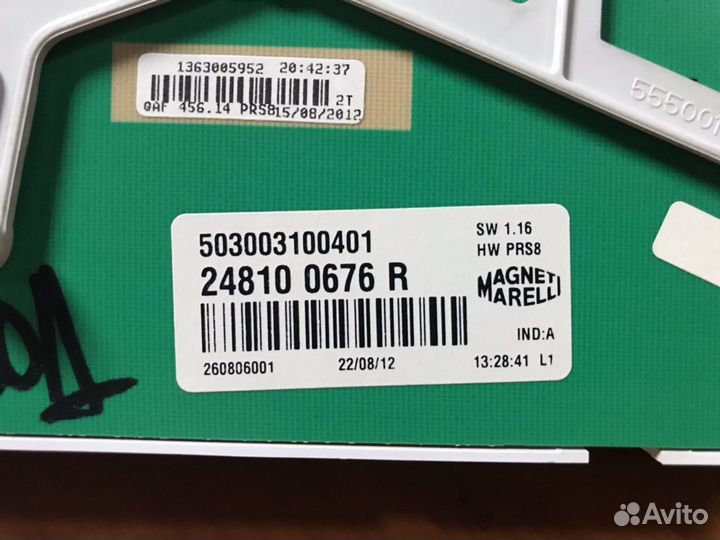 1363005952 20:42:37
2T
QAF 456.14 PRS8 15/08/2012
555001
503003100401
SW 1.16
HW PRS8
24810 0676 R
MAGNETI
MARELLI
IND:A
260806001 22/08/12 13:28:41 L1
Avito